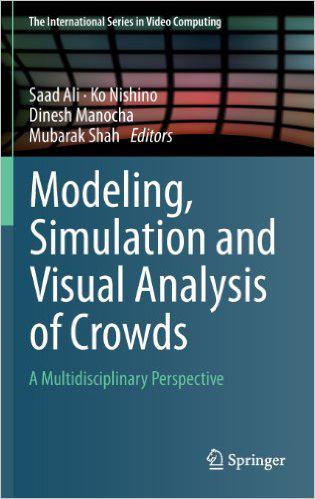 The International Series in Video Computing
Saad Ali · Ko Nishino
Dinesh Manocha
Mubarak Shah Editors
Modeling,
Simulation and
Visual Analysis
of Crowds
A Multidisciplinary Perspective
Springer